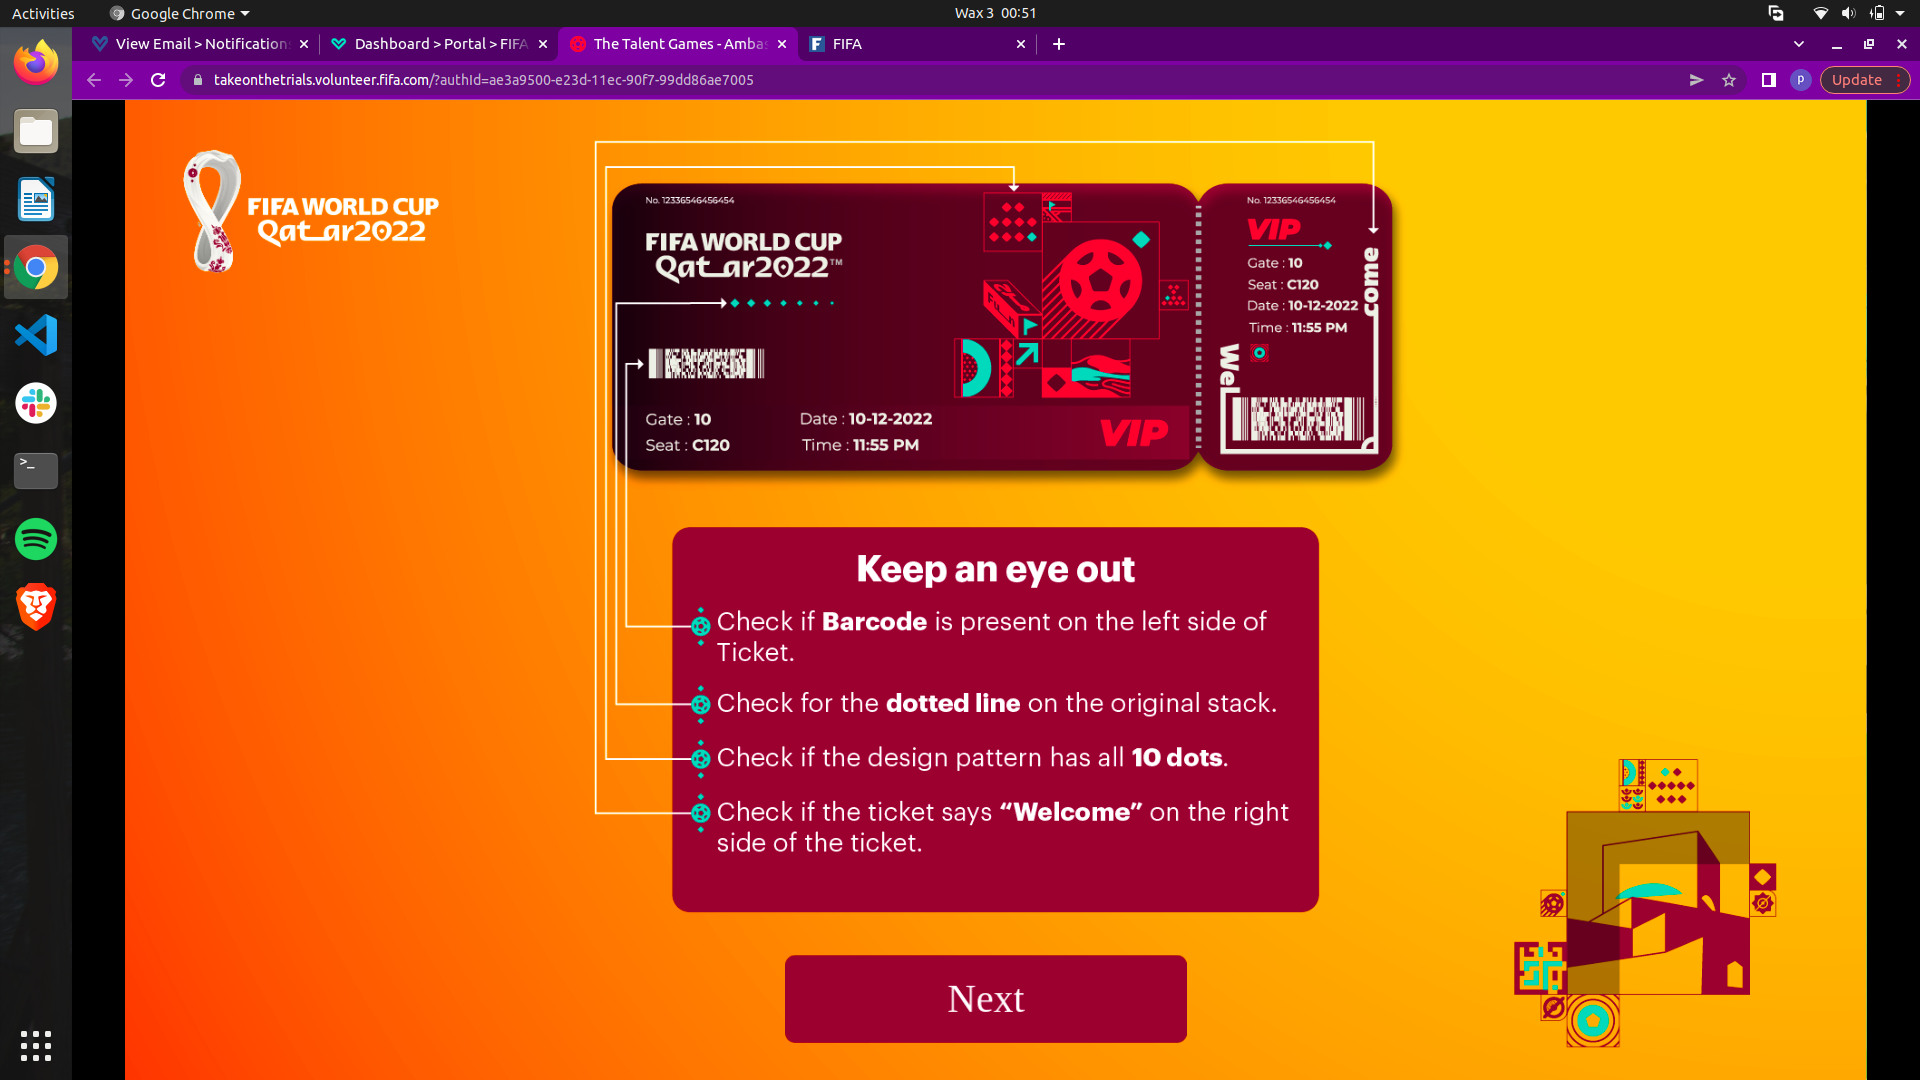 Activities
Google Chrome
Wax 3 00:51
View Email > Notification
Dashboard > Portal > FIFA
The Talent Games - Ambas
FIFA
takeonthetrials.volunteer.fifa.com/?authId=ae3a9500-e23d-11ec-90f7-99dd86ae7005
P
Update
FIFA WORLD CUP
Qatar2022
No. 12336546456454
FIFA WORLD CUP
Qatar2022™
Gate : 10
Seat : C120
Date : 10-12-2022
Time : 11:55 PM
VIP
No. 12336546456454
VIP
Gate : 10
Seat : C120
Date : 10-12-2022
Time : 11:55 PM
Welcome
Keep an eye out
Check if Barcode is present on the left side of
Ticket.
Check for the dotted line on the original stack.
Check if the design pattern has all 10 dots.
Check if the ticket says “Welcome” on the right
side of the ticket.
Next